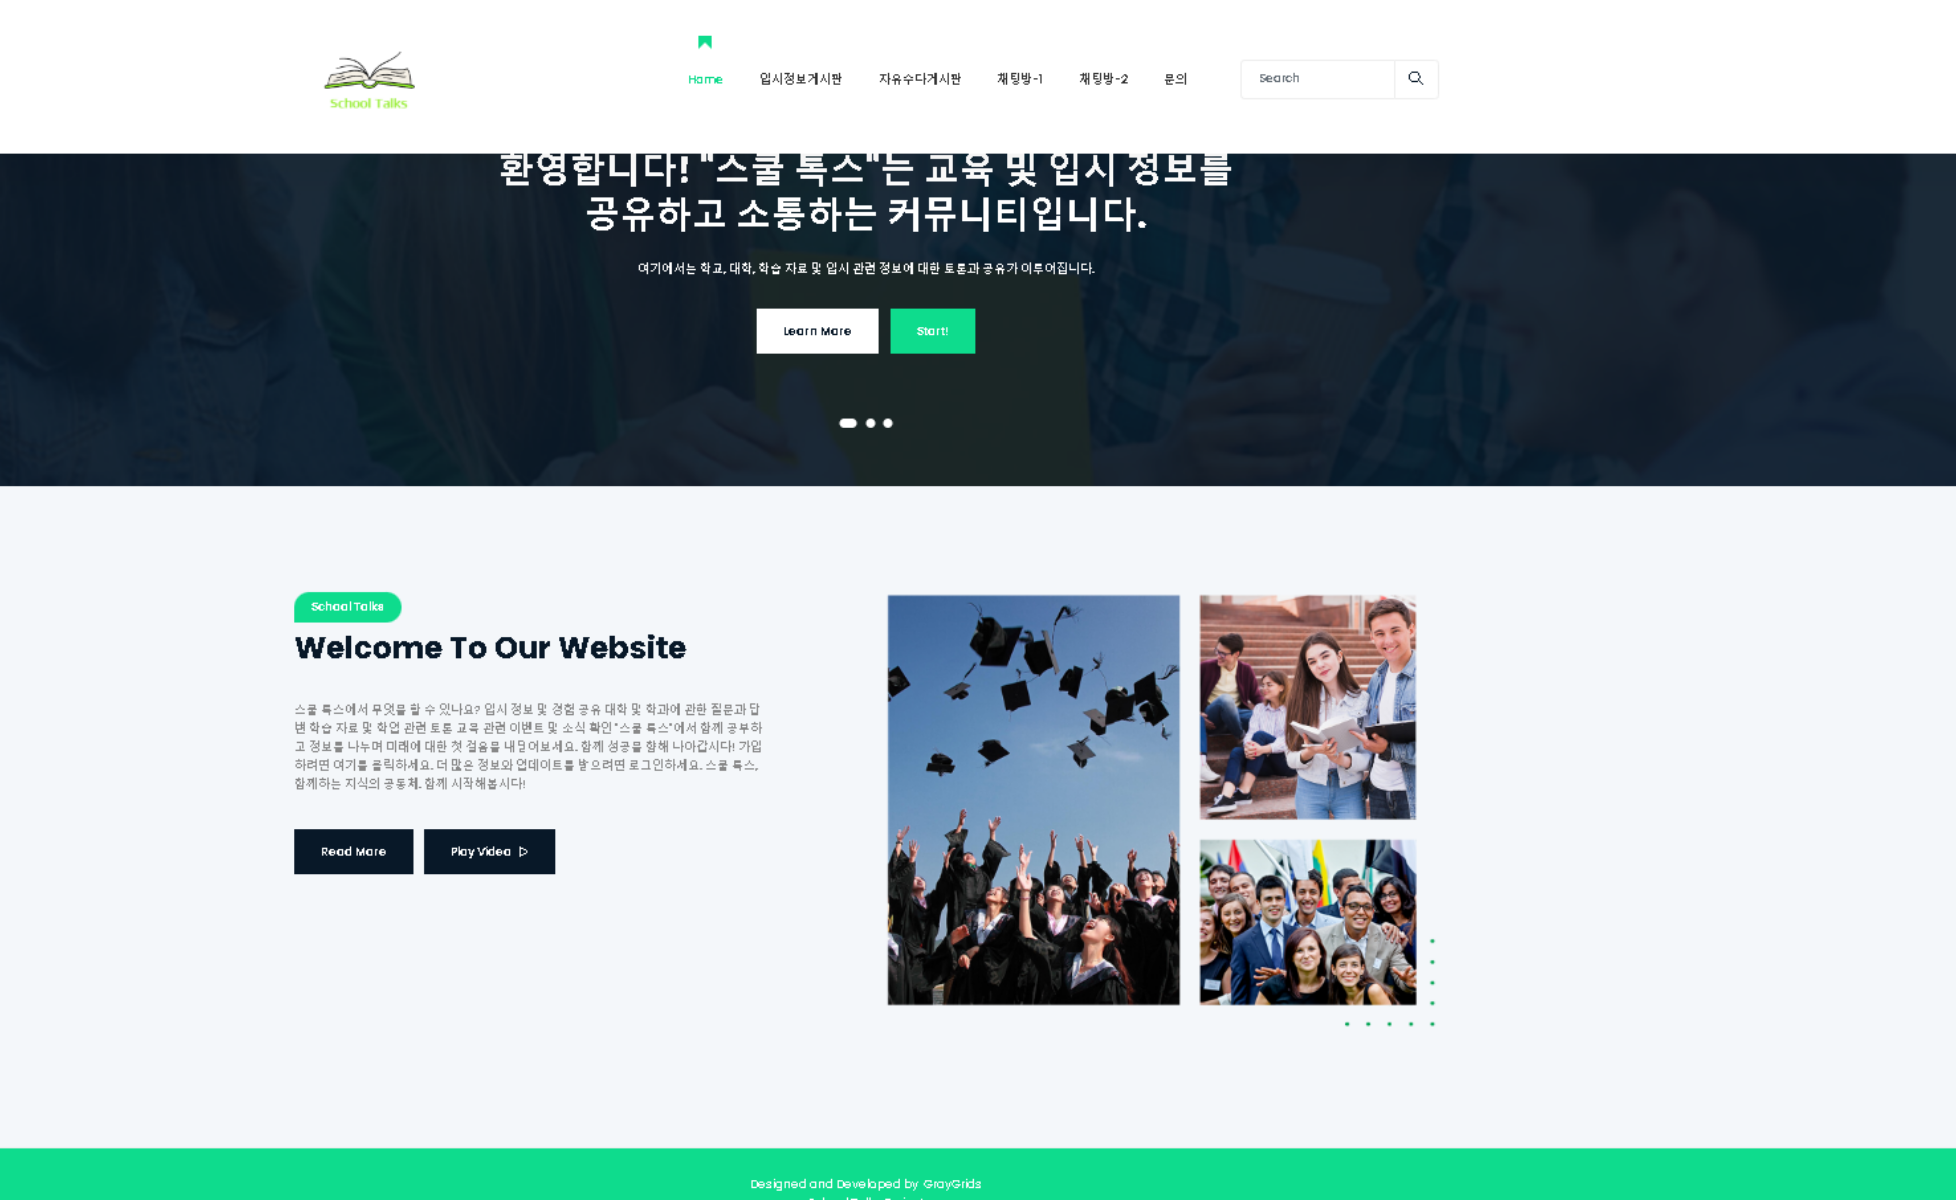 School Talks
Home
입시정보게시판
자유수다게시판
채팅방-1
채팅방-2
문의
Search
환영합니다! "스쿨 톡스"는 교육 및 입시 정보를
공유하고 소통하는 커뮤니티입니다.
여기에서는 학교, 대학, 학습 자료 및 입시 관련 정보에 대한 토론과 공유가 이루어집니다.
Learn More
Start!
School Talks
Welcome To Our Website
스쿨 톡스에서 무엇을 할 수 있나요? 입시 정보 및 경험 공유 대학 및 학과에 관한 질문과 답
변 학습 자료 및 학업 관련 토론 교육 관련 이벤트 및 소식 확인 "스쿨 톡스"에서 함께 공부하
고 정보를 나누며 미래에 대한 첫 걸음을 내딛어보세요. 함께 성공을 향해 나아갑시다! 가입
하려면 여기를 클릭하세요. 더 많은 정보와 업데이트를 받으려면 로그인하세요. 스쿨 톡스,
함께하는 지식의 공동체. 함께 시작해봅시다!
Read More
Play Video
Designed and Developed by GrayGrids